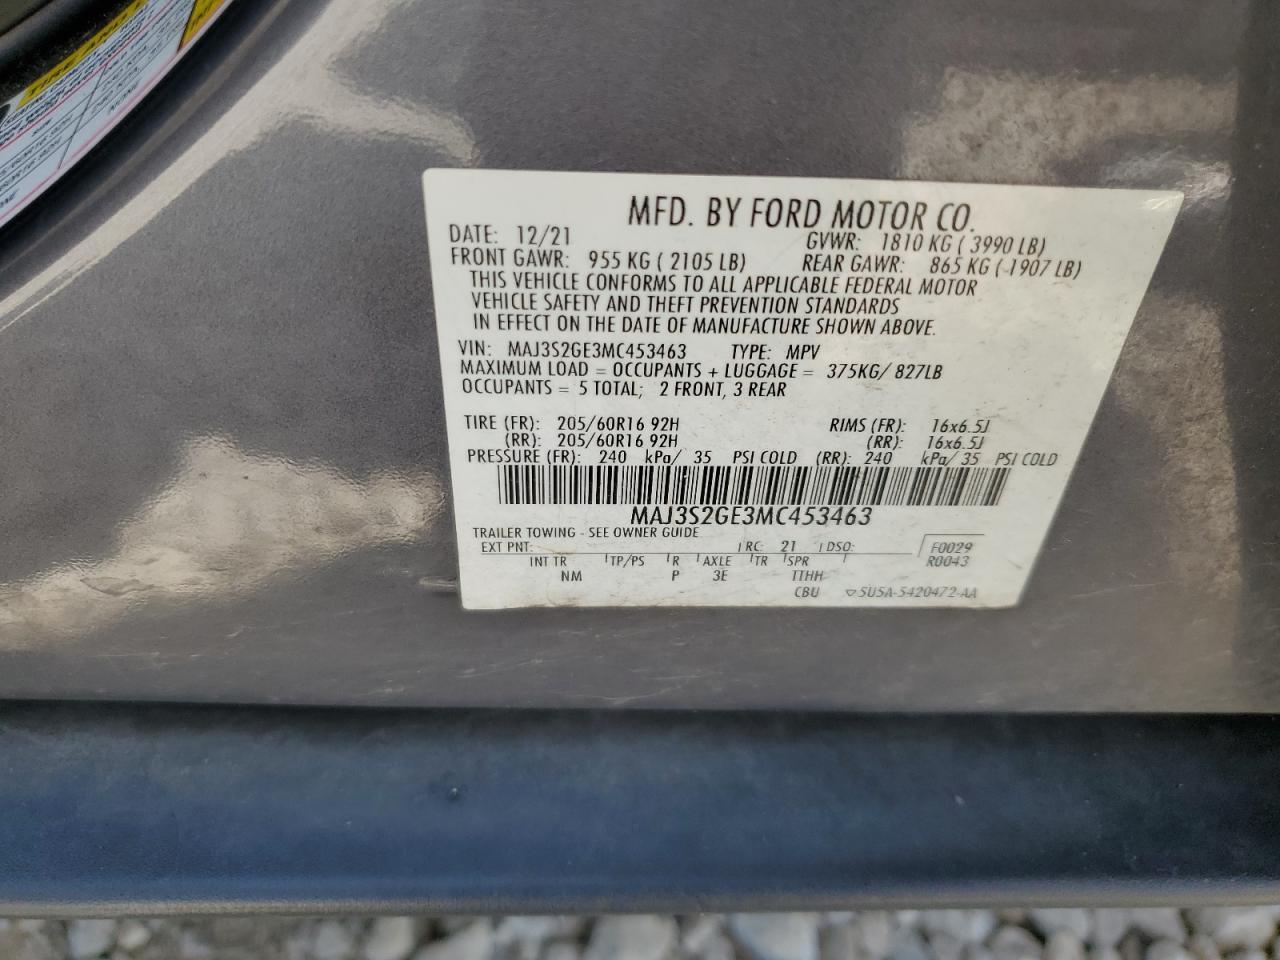 TIRE AND
NONE
MFD. BY FORD MOTOR CO.
DATE: 12/21 GVWR: 1810 KG ( 3990 LB)
FRONT GAWR: 955 KG ( 2105 LB) REAR GAWR: 865 KG ( 1907 LB)
THIS VEHICLE CONFORMS TO ALL APPLICABLE FEDERAL MOTOR
VEHICLE SAFETY AND THEFT PREVENTION STANDARDS
IN EFFECT ON THE DATE OF MANUFACTURE SHOWN ABOVE.
VIN: MAJ3S2GE3MC453463 TYPE: MPV
MAXIMUM LOAD = OCCUPANTS + LUGGAGE = 375KG/ 827LB
OCCUPANTS = 5 TOTAL; 2 FRONT, 3 REAR
TIRE (FR): 205/60R16 92H RIMS (FR): 16x6.5J
(RR): 205/60R16 92H (RR): 16x6.5J
PRESSURE (FR): 240 kPa/ 35 PSI COLD (RR): 240 kPa/ 35 PSI COLD
MAJ3S2GE3MC453463
TRAILER TOWING - SEE OWNER GUIDE
EXT PNT: RC: 21 DSO: F0029
INT TR TP/PS R AXLE TR SPR R0043
NM P 3E TTHH
CBU 5U5A-5420472-AA